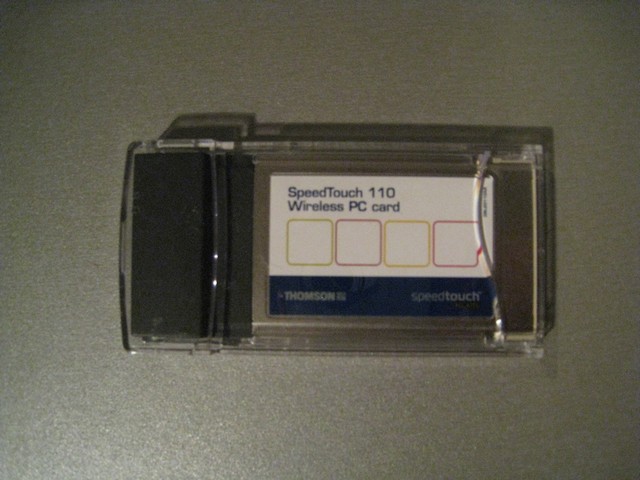 SpeedTouch 110
Wireless PC card
THOMSON
speedtouch